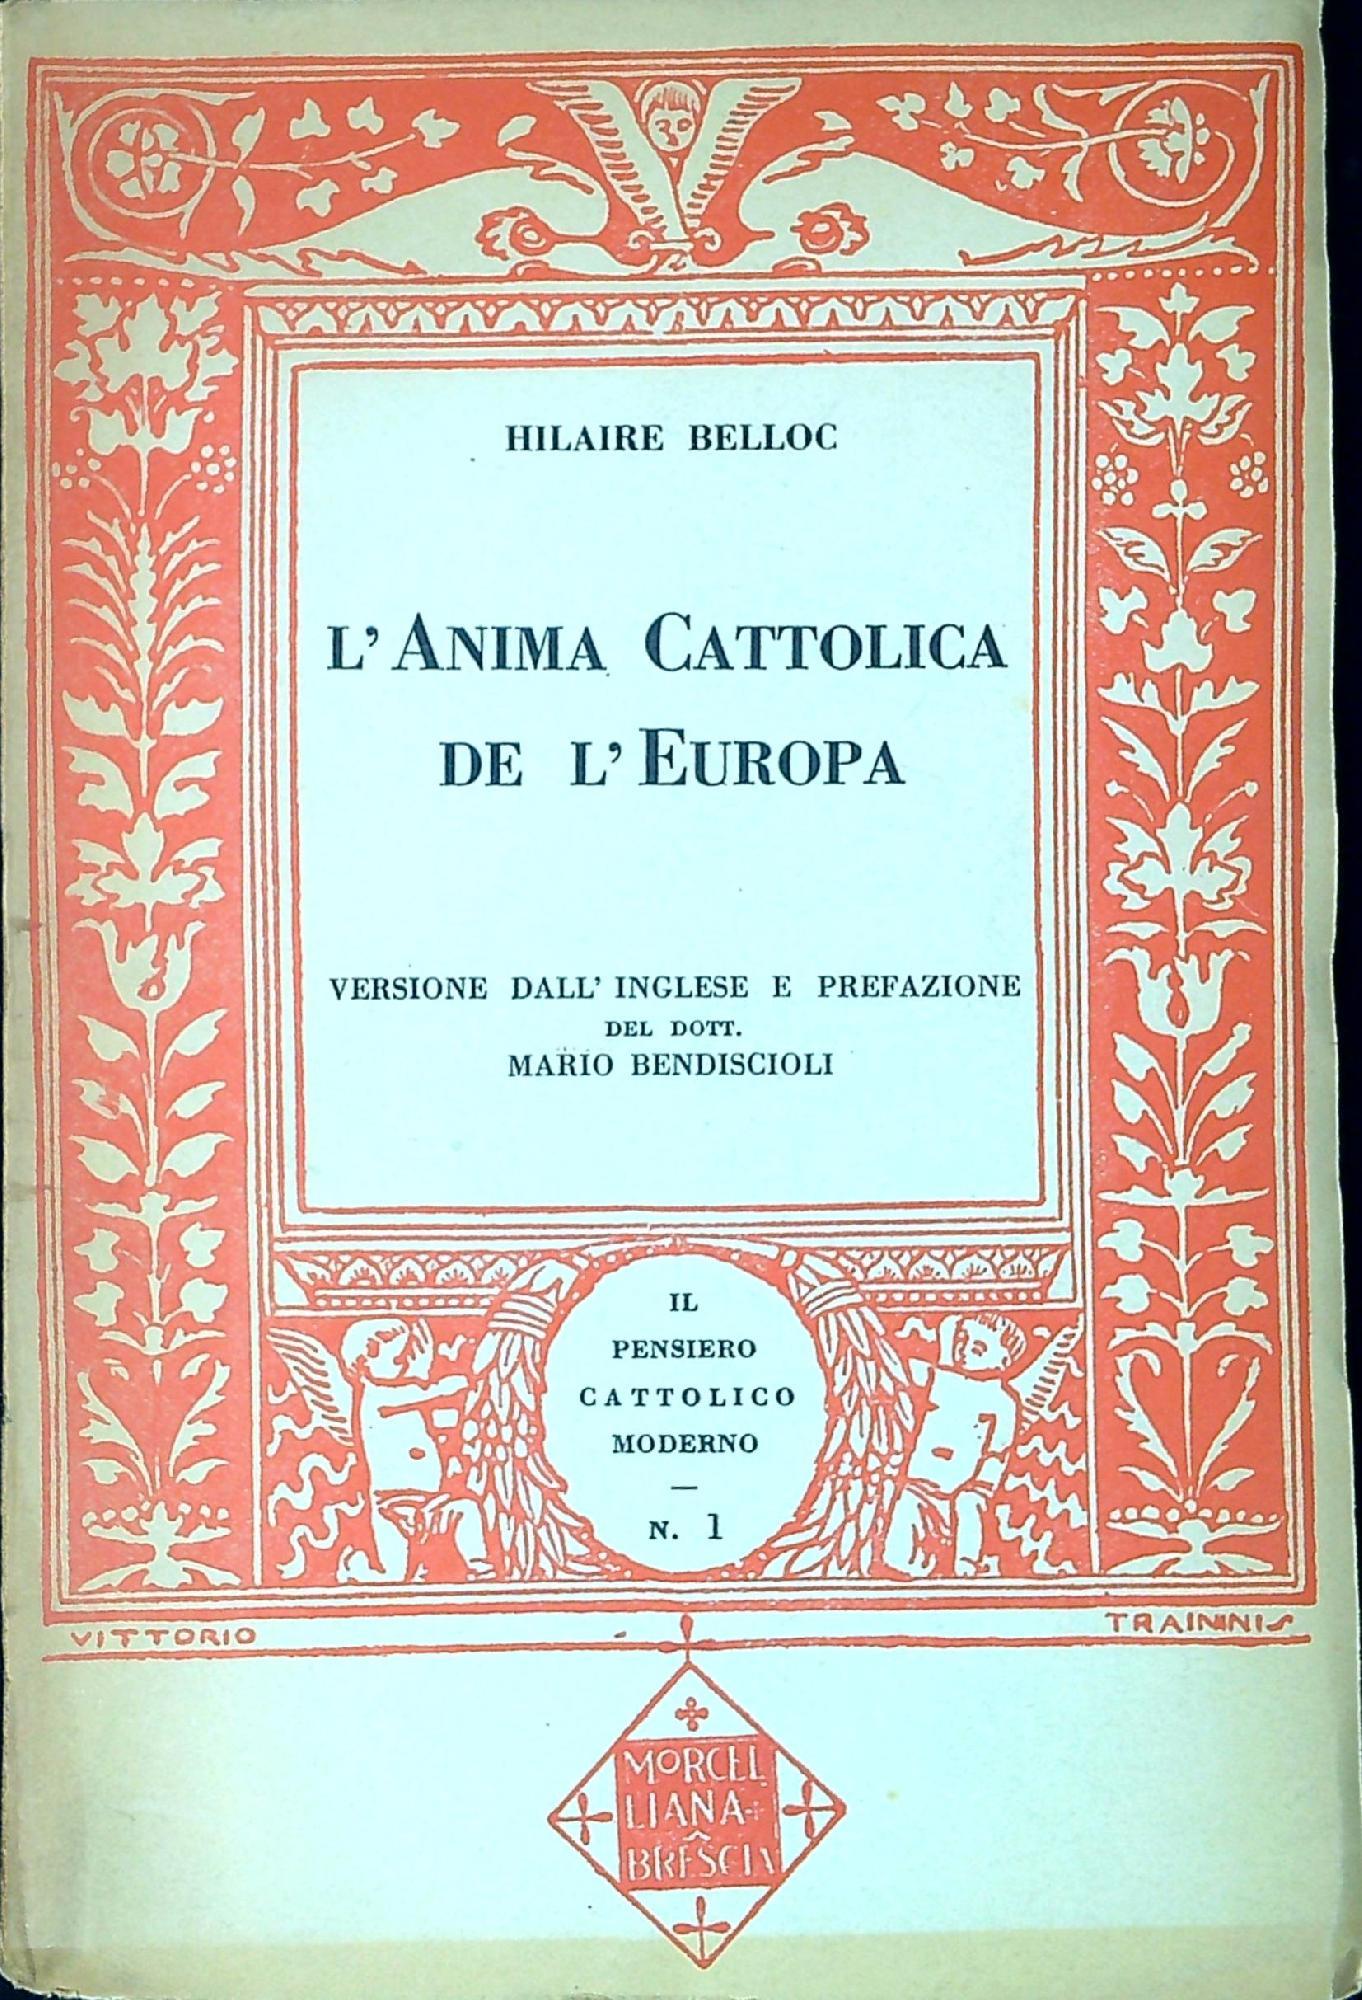 HILAIRE BELLOC
L'ANIMA CATTOLICA
DE L'EUROPA
VERSIONE DALL'INGLESE E PREFAZIONE
DEL DOTT.
MARIO BENDISCIOLI
IL
PENSIERO
CATTOLICO
MODERNO
—
N. 1
VITTORIO TRAININIS
MORCEL
LIANA
BRESCIA